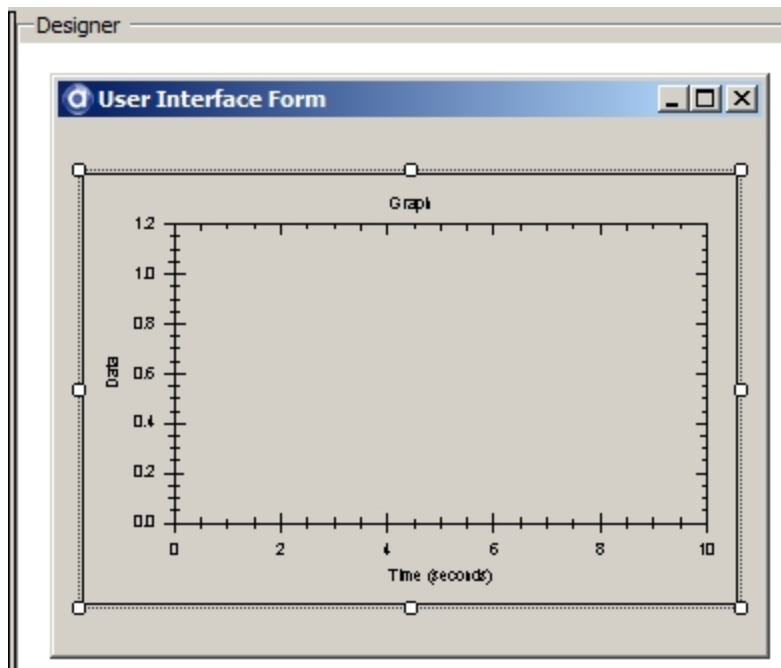 Designer
User Interface Form
Graph
1.2
1.0
0.8
0.6
0.4
0.2
0.0
Data
0 2 4 6 8 10
Time (seconds)